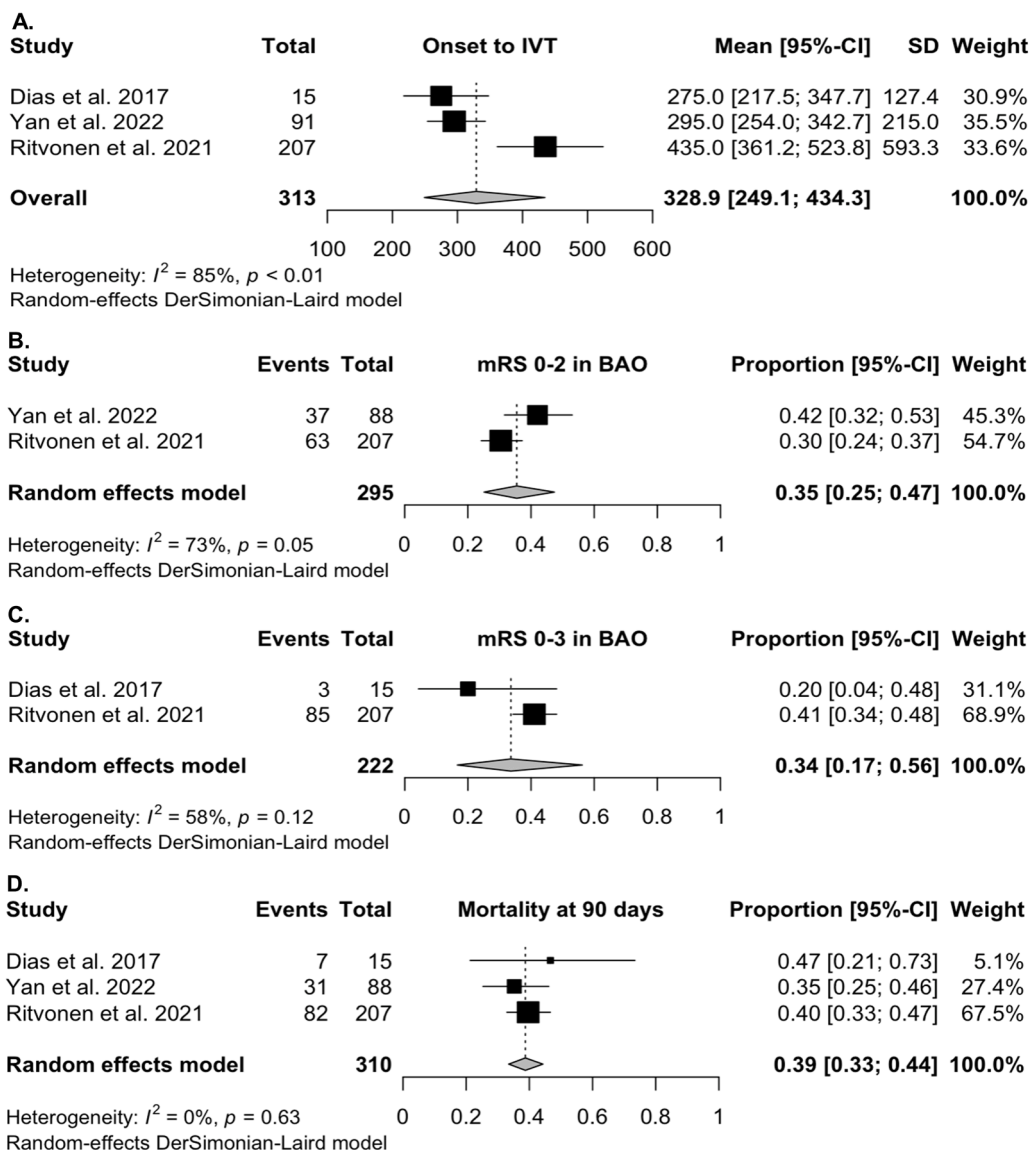 A.
Study Total Onset to IVT Mean [95%-CI] SD Weight
Dias et al. 2017 15 275.0 [217.5; 347.7] 127.4 30.9%
Yan et al. 2022 91 295.0 [254.0; 342.7] 215.0 35.5%
Ritvonen et al. 2021 207 435.0 [361.2; 523.8] 593.3 33.6%
Overall 313 328.9 [249.1; 434.3] 100.0%
100 200 300 400 500 600
Heterogeneity: I² = 85%, p < 0.01
Random-effects DerSimonian-Laird model
B.
Study Events Total mRS 0-2 in BAO Proportion [95%-CI] Weight
Yan et al. 2022 37 88 0.42 [0.32; 0.53] 45.3%
Ritvonen et al. 2021 63 207 0.30 [0.24; 0.37] 54.7%
Random effects model 295 0.35 [0.25; 0.47] 100.0%
Heterogeneity: I² = 73%, p = 0.05 0 0.2 0.4 0.6 0.8 1
Random-effects DerSimonian-Laird model
C.
Study Events Total mRS 0-3 in BAO Proportion [95%-CI] Weight
Dias et al. 2017 3 15 0.20 [0.04; 0.48] 31.1%
Ritvonen et al. 2021 85 207 0.41 [0.34; 0.48] 68.9%
Random effects model 222 0.34 [0.17; 0.56] 100.0%
Heterogeneity: I² = 58%, p = 0.12 0 0.2 0.4 0.6 0.8 1
Random-effects DerSimonian-Laird model
D.
Study Events Total Mortality at 90 days Proportion [95%-CI] Weight
Dias et al. 2017 7 15 0.47 [0.21; 0.73] 5.1%
Yan et al. 2022 31 88 0.35 [0.25; 0.46] 27.4%
Ritvonen et al. 2021 82 207 0.40 [0.33; 0.47] 67.5%
Random effects model 310 0.39 [0.33; 0.44] 100.0%
Heterogeneity: I² = 0%, p = 0.63 0 0.2 0.4 0.6 0.8 1
Random-effects DerSimonian-Laird model